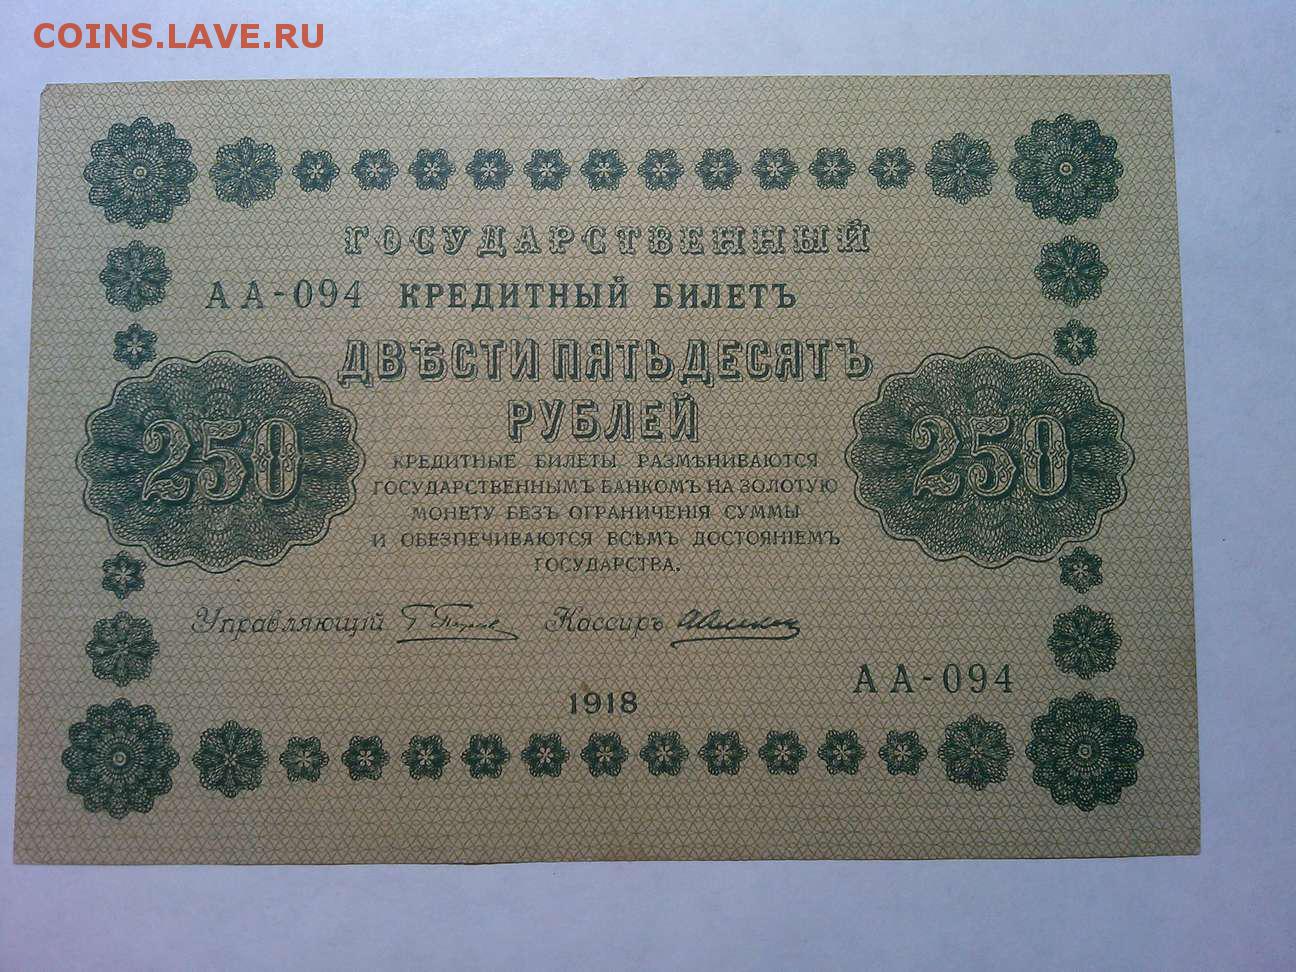 COINS.LAVE.RU
ГОСУДАРСТВЕННЫЙ
АА-094 КРЕДИТНЫЙ БИЛЕТЪ
ДВѢСТИ ПЯТЬДЕСЯТЪ
РУБЛЕЙ
250 250
КРЕДИТНЫЕ БИЛЕТЫ РАЗМѢНИВАЮТСЯ
ГОСУДАРСТВЕННЫМЪ БАНКОМЪ НА ЗОЛОТУЮ
МОНЕТУ БЕЗЪ ОГРАНИЧЕНІЯ СУММЫ
И ОБЕЗПЕЧИВАЮТСЯ ВСѢМЪ ДОСТОЯНІЕМЪ
ГОСУДАРСТВА.
Управляющій Кассиръ
АА-094
1918